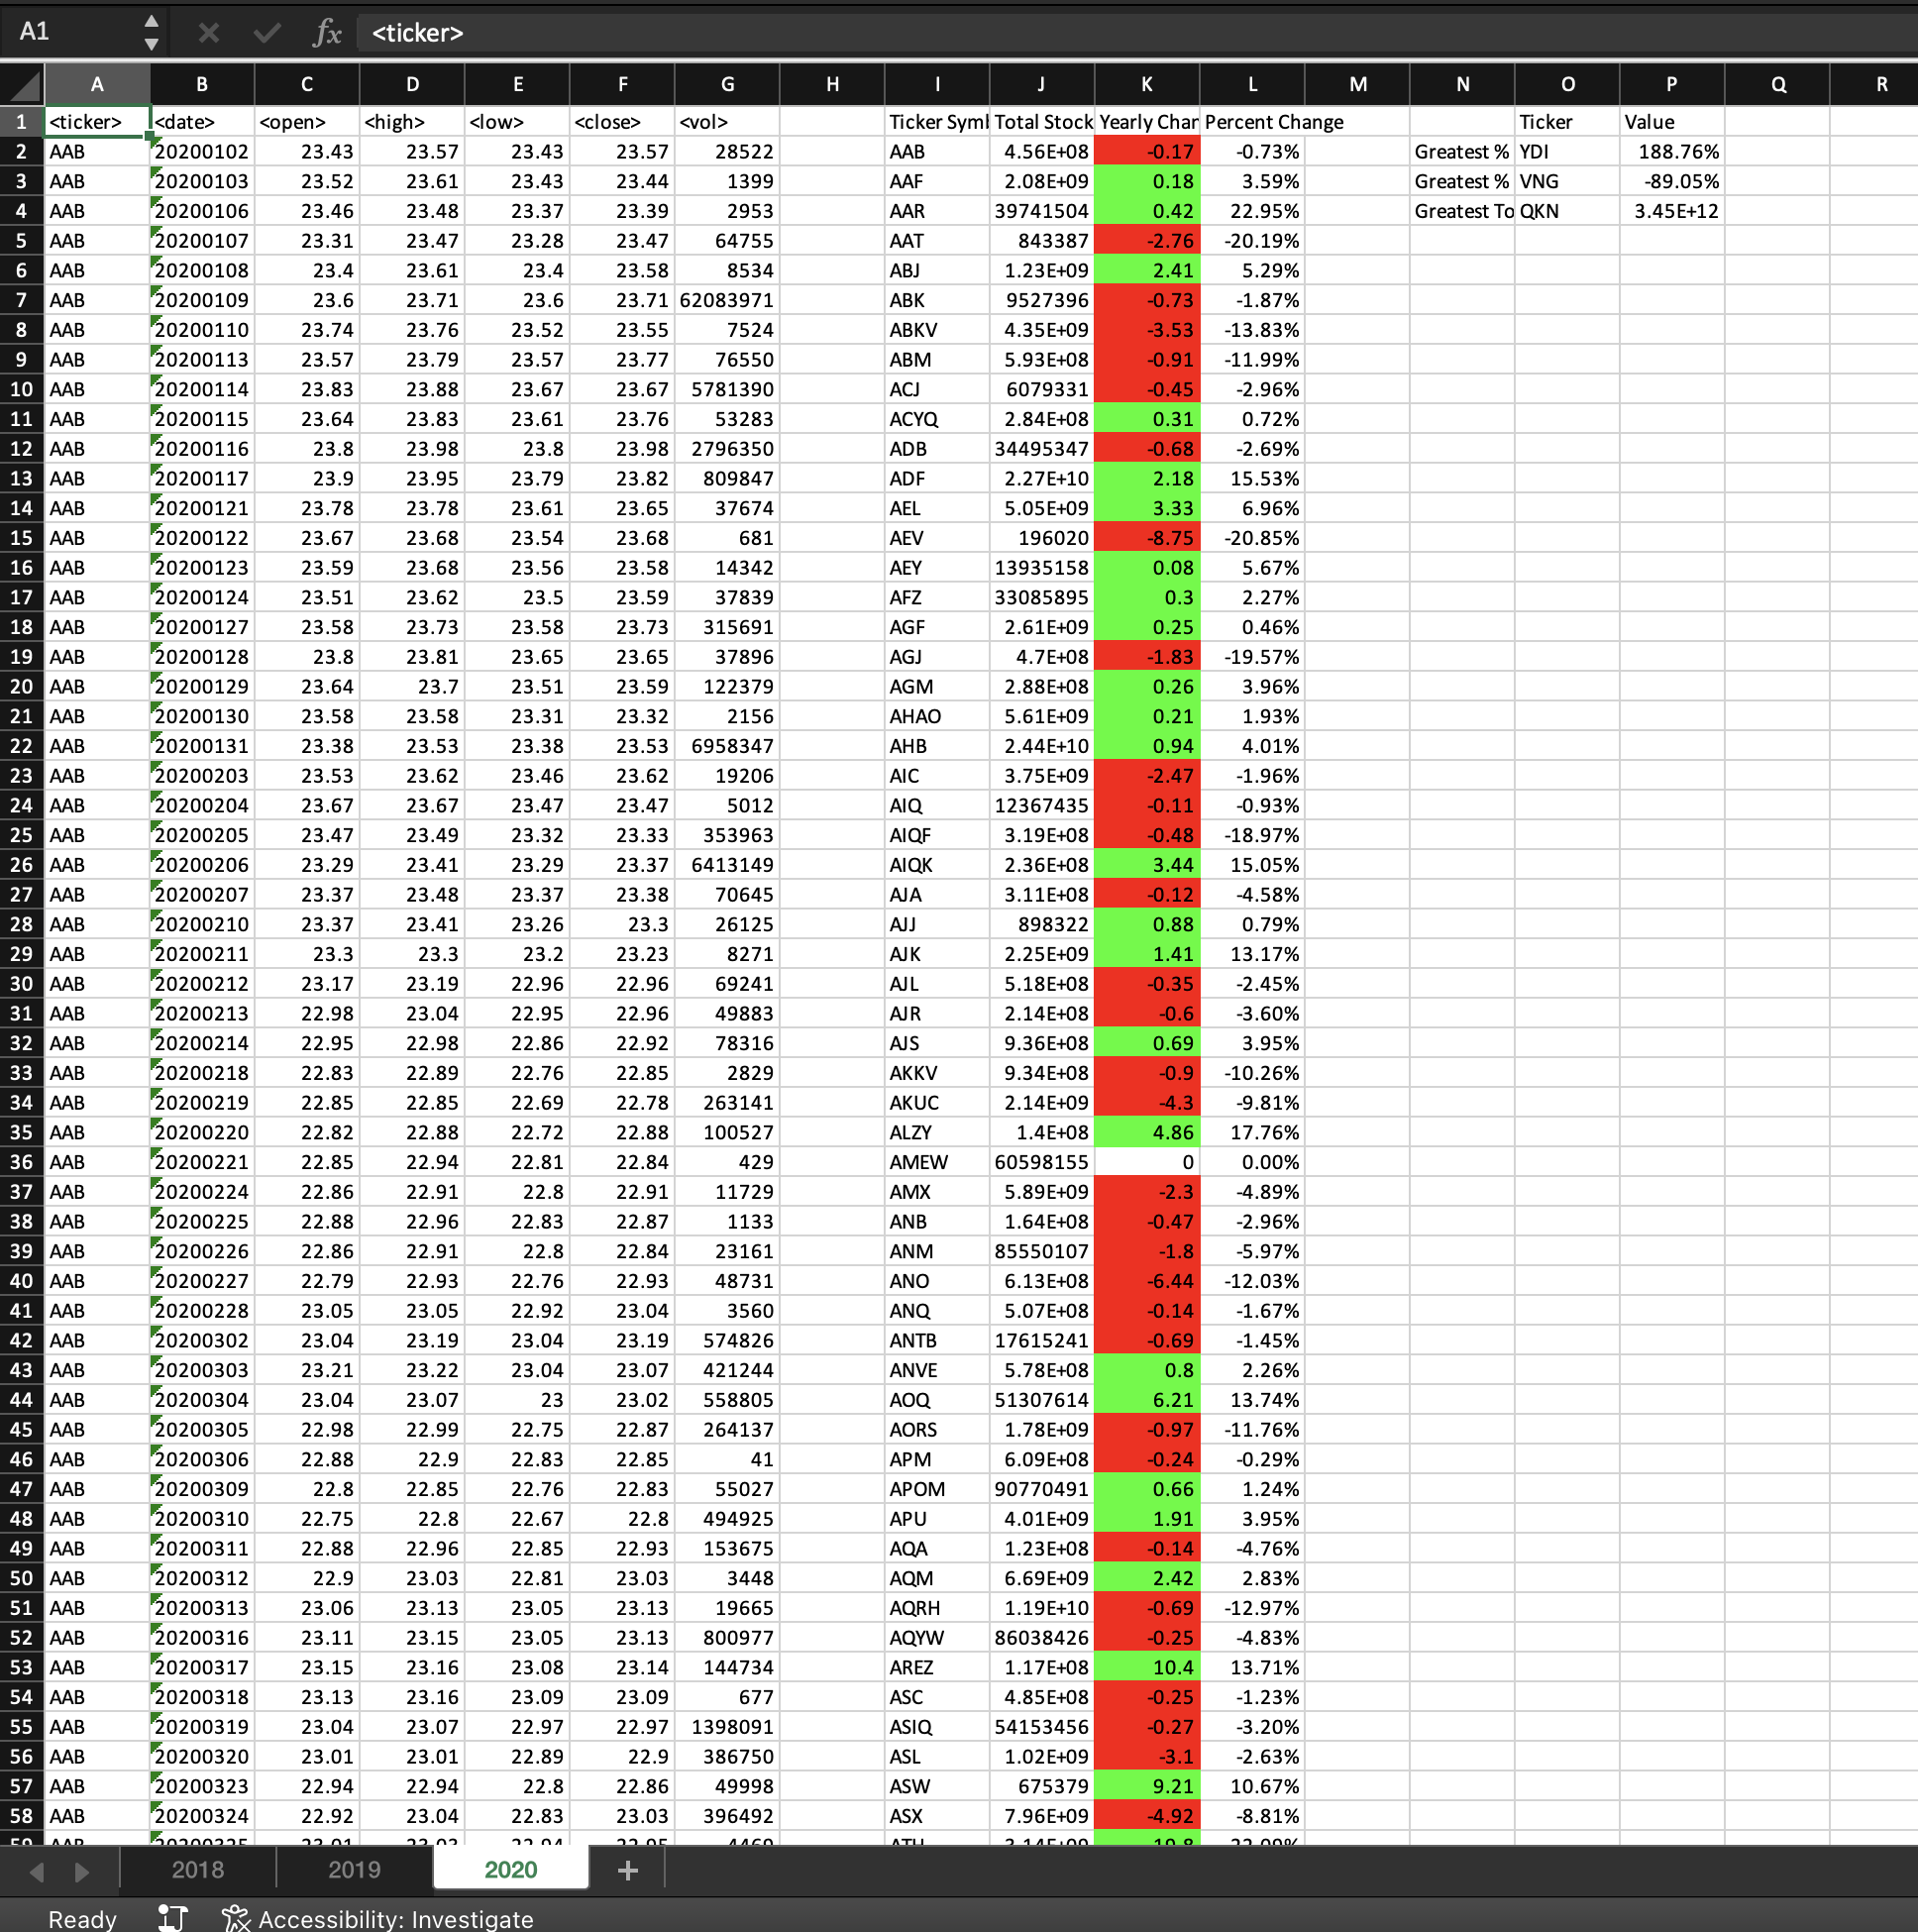 A1 fx <ticker>
A B C D E F G H I J K L M N O P Q R
1 <ticker> <date> <open> <high> <low> <close> <vol> Ticker Total Stock Yearly Percent Change Ticker Value
2 AAB 20200102 23.43 23.57 23.43 23.57 28522 AAB 4.56E+08 -0.17 -0.73% Greatest % YDI 188.76%
3 AAB 20200103 23.52 23.61 23.43 23.44 1399 AAF 2.08E+09 0.18 3.59% Greatest % VNG -89.05%
4 AAB 20200106 23.46 23.48 23.37 23.39 2953 AAR 39741504 0.42 22.95% Greatest To QKN 3.45E+12
5 AAB 20200107 23.31 23.47 23.28 23.47 64755 AAT 843387 -2.76 -20.19%
6 AAB 20200108 23.4 23.61 23.4 23.58 8534 ABJ 1.23E+09 2.41 5.29%
7 AAB 20200109 23.6 23.71 23.6 23.71 62083971 ABK 9527396 -0.73 -1.87%
8 AAB 20200110 23.74 23.76 23.52 23.55 7524 ABKV 4.35E+09 -3.53 -13.83%
9 AAB 20200113 23.57 23.79 23.57 23.77 76550 ABM 5.93E+08 -0.91 -11.99%
10 AAB 20200114 23.83 23.88 23.67 23.67 5781390 ACJ 6079331 -0.45 -2.96%
11 AAB 20200115 23.64 23.83 23.61 23.76 53283 ACYQ 2.84E+08 0.31 0.72%
12 AAB 20200116 23.8 23.98 23.8 23.98 2796350 ADB 34495347 -0.68 -2.69%
13 AAB 20200117 23.9 23.95 23.79 23.82 809847 ADF 2.27E+10 2.18 15.53%
14 AAB 20200121 23.78 23.78 23.61 23.65 37674 AEL 5.05E+09 3.33 6.96%
15 AAB 20200122 23.67 23.68 23.54 23.68 681 AEV 196020 -8.75 -20.85%
16 AAB 20200123 23.59 23.68 23.56 23.58 14342 AEY 13935158 0.08 5.67%
17 AAB 20200124 23.51 23.62 23.5 23.59 37839 AFZ 33085895 0.3 2.27%
18 AAB 20200127 23.58 23.73 23.58 23.73 315691 AGF 2.61E+09 0.25 0.46%
19 AAB 20200128 23.8 23.81 23.65 23.65 37896 AGJ 4.7E+08 -1.83 -19.57%
20 AAB 20200129 23.64 23.7 23.51 23.59 122379 AGM 2.88E+08 0.26 3.96%
21 AAB 20200130 23.58 23.58 23.31 23.32 2156 AHAO 5.61E+09 0.21 1.93%
22 AAB 20200131 23.38 23.53 23.38 23.53 6958347 AHB 2.44E+10 0.94 4.01%
23 AAB 20200203 23.53 23.62 23.46 23.62 19206 AIC 3.75E+09 -2.47 -1.96%
24 AAB 20200204 23.67 23.67 23.47 23.47 5012 AIQ 12367435 -0.11 -0.93%
25 AAB 20200205 23.47 23.49 23.32 23.33 353963 AIQF 3.19E+08 -0.48 -18.97%
26 AAB 20200206 23.29 23.41 23.29 23.37 6413149 AIQK 2.36E+08 3.44 15.05%
27 AAB 20200207 23.37 23.48 23.37 23.38 70645 AJA 3.11E+08 -0.12 -4.58%
28 AAB 20200210 23.37 23.41 23.26 23.3 26125 AJJ 898322 0.88 0.79%
29 AAB 20200211 23.3 23.3 23.2 23.23 8271 AJK 2.25E+09 1.41 13.17%
30 AAB 20200212 23.17 23.19 22.96 22.96 69241 AJL 5.18E+08 -0.35 -2.45%
31 AAB 20200213 22.98 23.04 22.95 22.96 49883 AJR 2.14E+08 -0.6 -3.60%
32 AAB 20200214 22.95 22.98 22.86 22.92 78316 AJS 9.36E+08 0.69 3.95%
33 AAB 20200218 22.83 22.89 22.76 22.85 2829 AKKV 9.34E+08 -0.9 -10.26%
34 AAB 20200219 22.85 22.85 22.69 22.78 263141 AKUC 2.14E+09 -4.3 -9.81%
35 AAB 20200220 22.82 22.88 22.72 22.88 100527 ALZY 1.4E+08 4.86 17.76%
36 AAB 20200221 22.85 22.94 22.81 22.84 429 AMEW 60598155 0 0.00%
37 AAB 20200224 22.86 22.91 22.8 22.91 11729 AMX 5.89E+09 -2.3 -4.89%
38 AAB 20200225 22.88 22.96 22.83 22.87 1133 ANB 1.64E+08 -0.47 -2.96%
39 AAB 20200226 22.86 22.91 22.8 22.84 23161 ANM 85550107 -1.8 -5.97%
40 AAB 20200227 22.79 22.93 22.76 22.93 48731 ANO 6.13E+08 -6.44 -12.03%
41 AAB 20200228 23.05 23.05 22.92 23.04 3560 ANQ 5.07E+08 -0.14 -1.67%
42 AAB 20200302 23.04 23.19 23.04 23.19 574826 ANTB 17615241 -0.69 -1.45%
43 AAB 20200303 23.21 23.22 23.04 23.07 421244 ANVE 5.78E+08 0.8 2.26%
44 AAB 20200304 23.04 23.07 23 23.02 558805 AOQ 51307614 6.21 13.74%
45 AAB 20200305 22.98 22.99 22.75 22.87 264137 AORS 1.78E+09 -0.97 -11.76%
46 AAB 20200306 22.88 22.9 22.83 22.85 41 APM 6.09E+08 -0.24 -0.29%
47 AAB 20200309 22.8 22.85 22.76 22.83 55027 APOM 90770491 0.66 1.24%
48 AAB 20200310 22.75 22.8 22.67 22.8 494925 APU 4.01E+09 1.91 3.95%
49 AAB 20200311 22.88 22.96 22.85 22.93 153675 AQA 1.23E+08 -0.14 -4.76%
50 AAB 20200312 22.9 23.03 22.81 23.03 3448 AQM 6.69E+09 2.42 2.83%
51 AAB 20200313 23.06 23.13 23.05 23.13 19665 AQRH 1.19E+10 -0.69 -12.97%
52 AAB 20200316 23.11 23.15 23.05 23.13 800977 AQYW 86038426 -0.25 -4.83%
53 AAB 20200317 23.15 23.16 23.08 23.14 144734 AREZ 1.17E+08 10.4 13.71%
54 AAB 20200318 23.13 23.16 23.09 23.09 677 ASC 4.85E+08 -0.25 -1.23%
55 AAB 20200319 23.04 23.07 22.97 22.97 1398091 ASIQ 54153456 -0.27 -3.20%
56 AAB 20200320 23.01 23.01 22.89 22.9 386750 ASL 1.02E+09 -3.1 -2.63%
57 AAB 20200323 22.94 22.94 22.8 22.86 49998 ASW 675379 9.21 10.67%
58 AAB 20200324 22.92 23.04 22.83 23.03 396492 ASX 7.96E+09 -4.92 -8.81%
2018 2019 2020 +
Ready Accessibility: Investigate